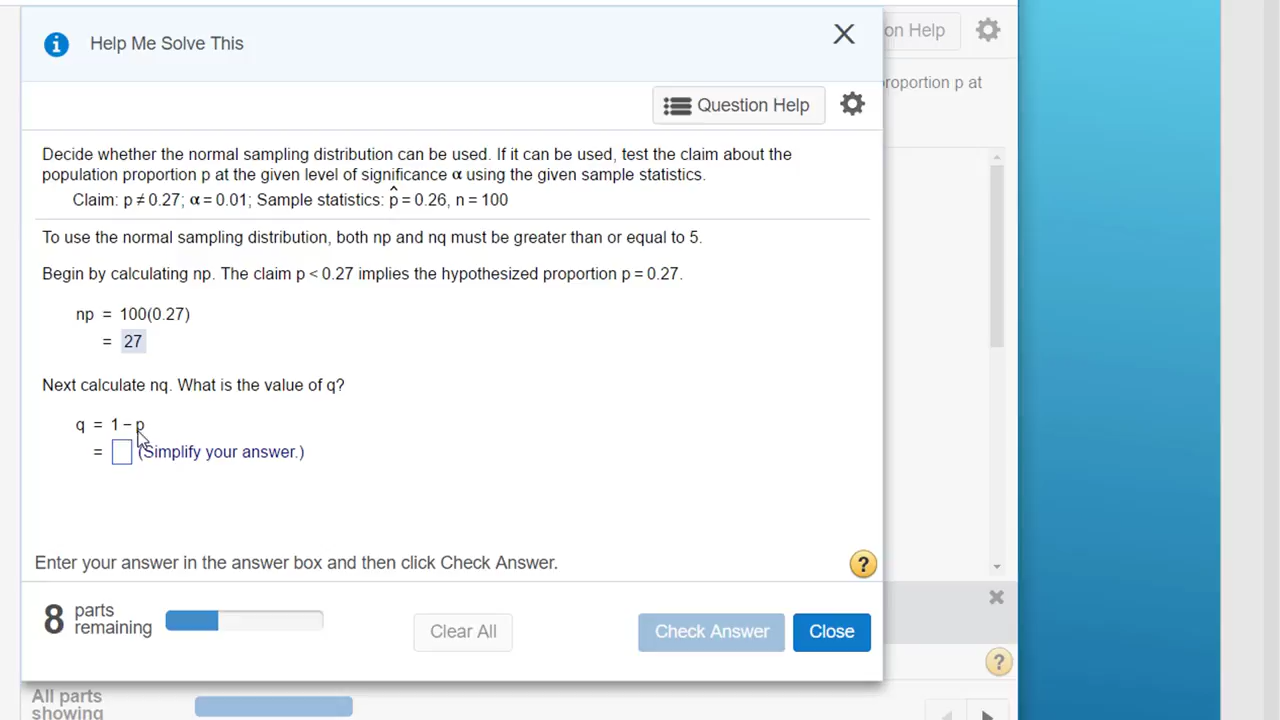 Help Me Solve This
on Help
Question Help
proportion p at
Decide whether the normal sampling distribution can be used. If it can be used, test the claim about the
population proportion p at the given level of significance α using the given sample statistics.
Claim: p ≠ 0.27; α = 0.01; Sample statistics: p̂ = 0.26, n = 100
To use the normal sampling distribution, both np and nq must be greater than or equal to 5.
Begin by calculating np. The claim p < 0.27 implies the hypothesized proportion p = 0.27.
np = 100(0.27)
= 27
Next calculate nq. What is the value of q?
q = 1 − p
= (Simplify your answer.)
Enter your answer in the answer box and then click Check Answer.
?
8 parts
remaining
Clear All
Check Answer
Close
?
All parts
showing